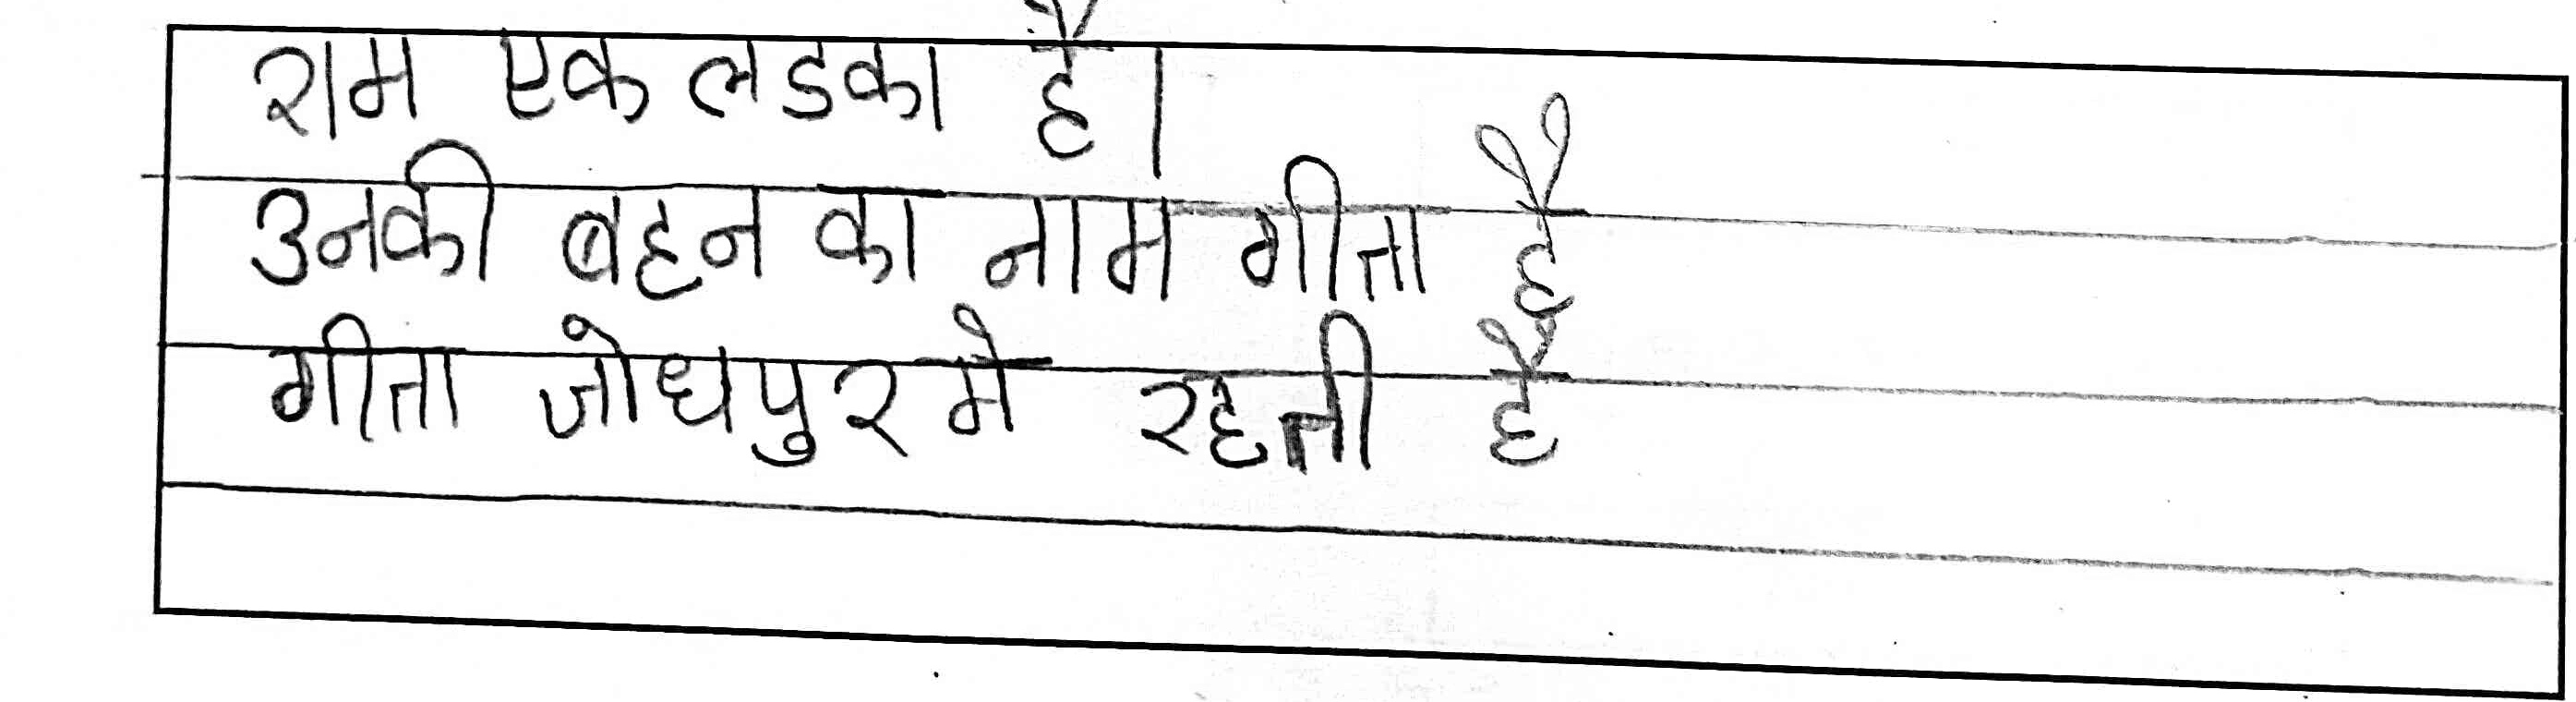 राम एक लडका है।
उनकी बहन का नाम गीता है
गीता जोधपुर मे रहती है